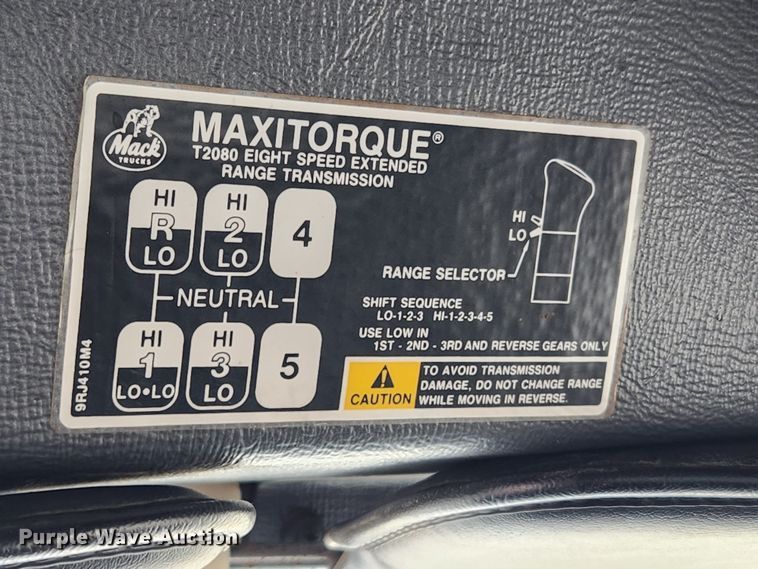 Mack
TRUCKS
MAXITORQUE®
T2080 EIGHT SPEED EXTENDED
RANGE TRANSMISSION
HI HI
R 2 4
LO LO
NEUTRAL
HI HI
1 3 5
LO•LO LO
9RJ410M4
HI
LO
RANGE SELECTOR
SHIFT SEQUENCE
LO-1-2-3 HI-1-2-3-4-5
USE LOW IN
1ST - 2ND - 3RD AND REVERSE GEARS ONLY
CAUTION
TO AVOID TRANSMISSION
DAMAGE, DO NOT CHANGE RANGE
WHILE MOVING IN REVERSE.
Purple Wave Auction